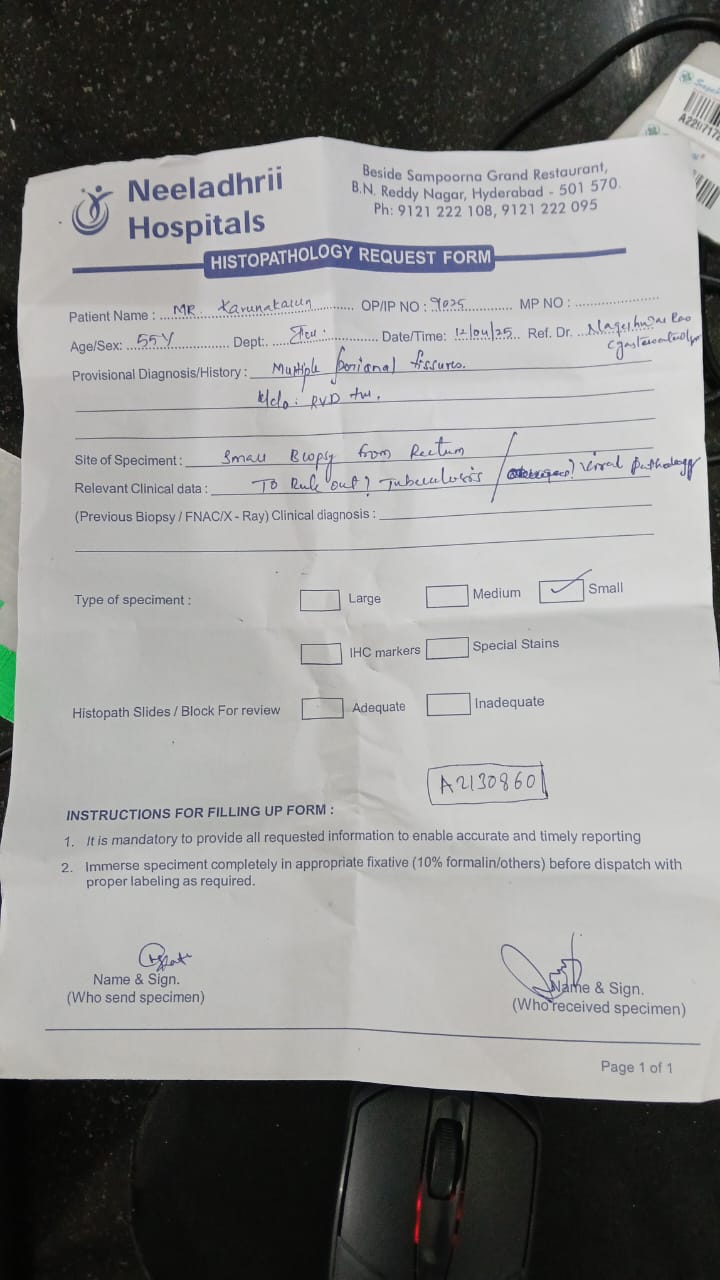 Neeladhrii
Hospitals
Beside Sampoorna Grand Restaurant,
B.N. Reddy Nagar, Hyderabad - 501 570.
Ph: 9121 222 108, 9121 222 095
HISTOPATHOLOGY REQUEST FORM
Patient Name : MR. Karunakarun OP/IP NO : 9025 MP NO :
Age/Sex: 55Y Dept: Date/Time: 12/04/25 Ref. Dr. Nageshwar Rao
Provisional Diagnosis/History : Multiple perianal fissures.
K/c/o: RVD
Site of Speciment : Small Biopsy from Rectum
Relevant Clinical data : To Rule out? Tuberculosis / ? viral pathology
(Previous Biopsy / FNAC/X - Ray) Clinical diagnosis :
Type of speciment : Large Medium Small
IHC markers Special Stains
Histopath Slides / Block For review Adequate Inadequate
A2130860
INSTRUCTIONS FOR FILLING UP FORM :
1. It is mandatory to provide all requested information to enable accurate and timely reporting
2. Immerse speciment completely in appropriate fixative (10% formalin/others) before dispatch with
proper labeling as required.
Name & Sign.
(Who send specimen)
Name & Sign.
(Who received specimen)
Page 1 of 1